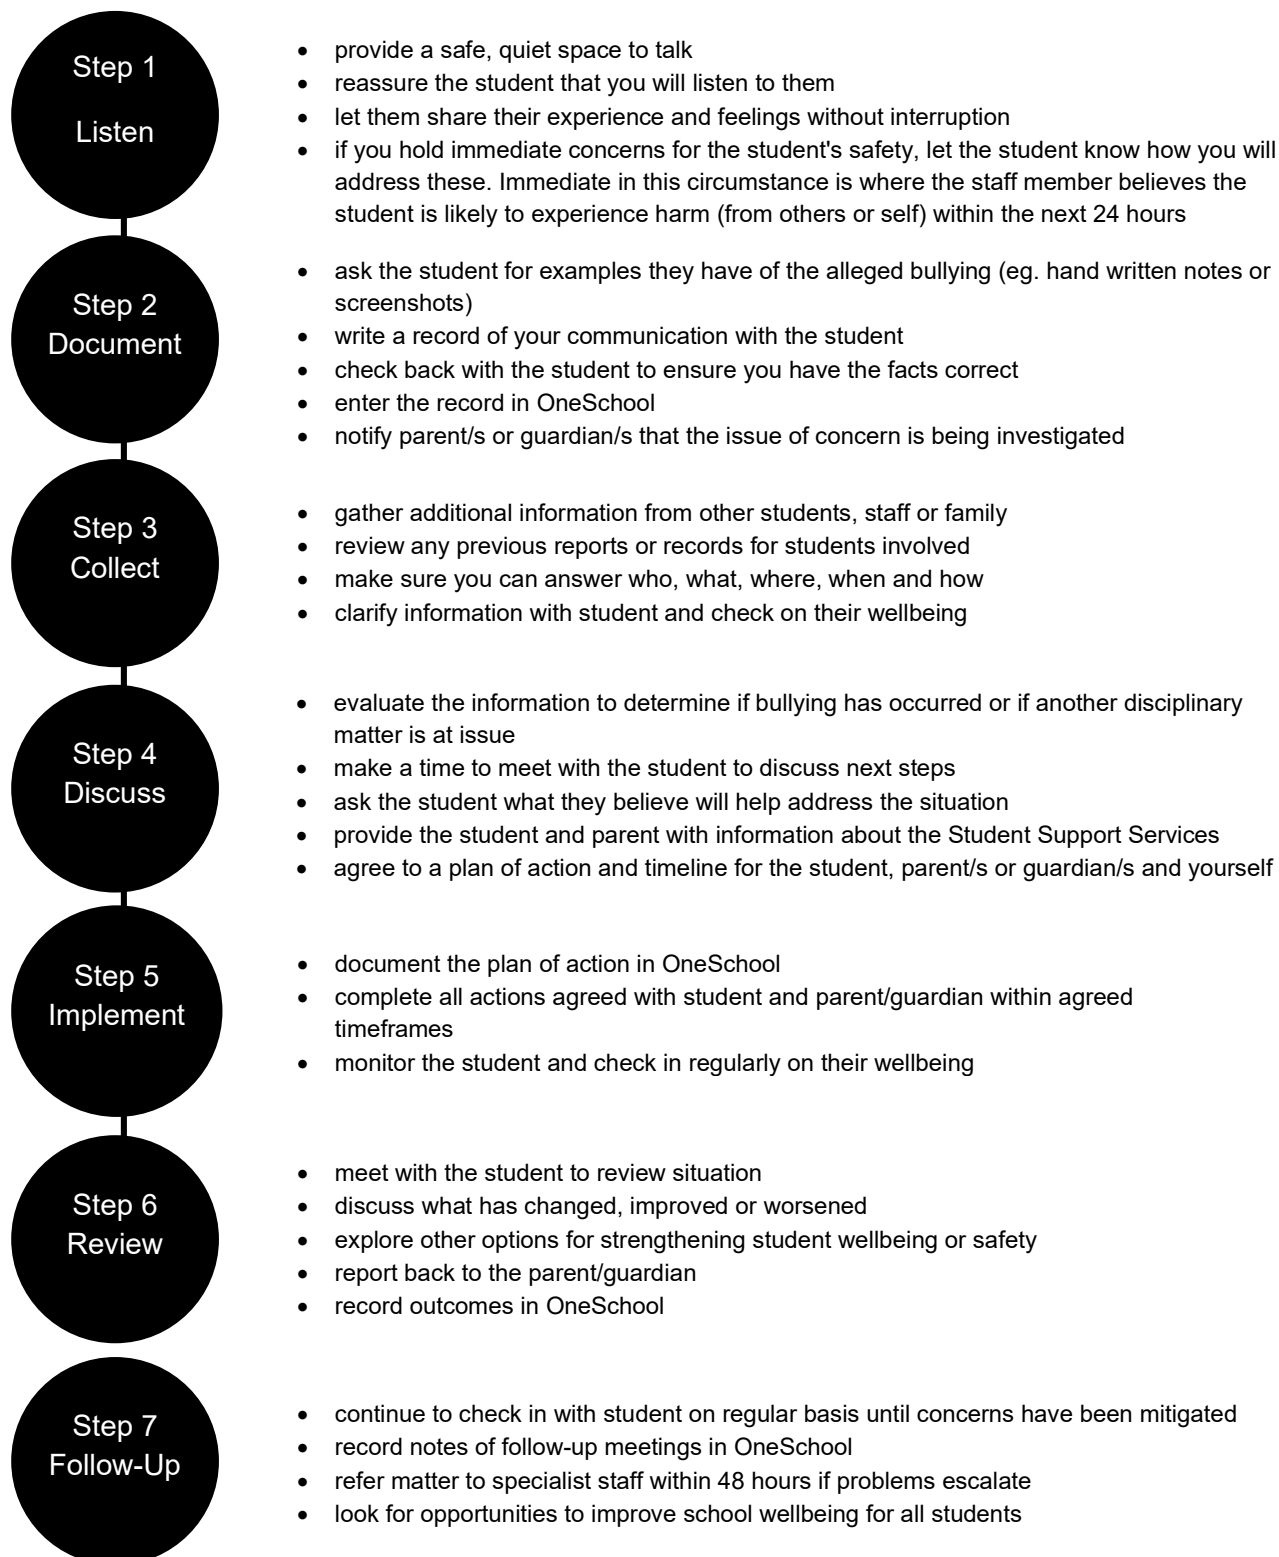 Step 1
Listen
• provide a safe, quiet space to talk
• reassure the student that you will listen to them
• let them share their experience and feelings without interruption
• if you hold immediate concerns for the student's safety, let the student know how you will
address these. Immediate in this circumstance is where the staff member believes the
student is likely to experience harm (from others or self) within the next 24 hours
Step 2
Document
• ask the student for examples they have of the alleged bullying (eg. hand written notes or
screenshots)
• write a record of your communication with the student
• check back with the student to ensure you have the facts correct
• enter the record in OneSchool
• notify parent/s or guardian/s that the issue of concern is being investigated
Step 3
Collect
• gather additional information from other students, staff or family
• review any previous reports or records for students involved
• make sure you can answer who, what, where, when and how
• clarify information with student and check on their wellbeing
Step 4
Discuss
• evaluate the information to determine if bullying has occurred or if another disciplinary
matter is at issue
• make a time to meet with the student to discuss next steps
• ask the student what they believe will help address the situation
• provide the student and parent with information about the Student Support Services
• agree to a plan of action and timeline for the student, parent/s or guardian/s and yourself
Step 5
Implement
• document the plan of action in OneSchool
• complete all actions agreed with student and parent/guardian within agreed
timeframes
• monitor the student and check in regularly on their wellbeing
Step 6
Review
• meet with the student to review situation
• discuss what has changed, improved or worsened
• explore other options for strengthening student wellbeing or safety
• report back to the parent/guardian
• record outcomes in OneSchool
Step 7
Follow-Up
• continue to check in with student on regular basis until concerns have been mitigated
• record notes of follow-up meetings in OneSchool
• refer matter to specialist staff within 48 hours if problems escalate
• look for opportunities to improve school wellbeing for all students